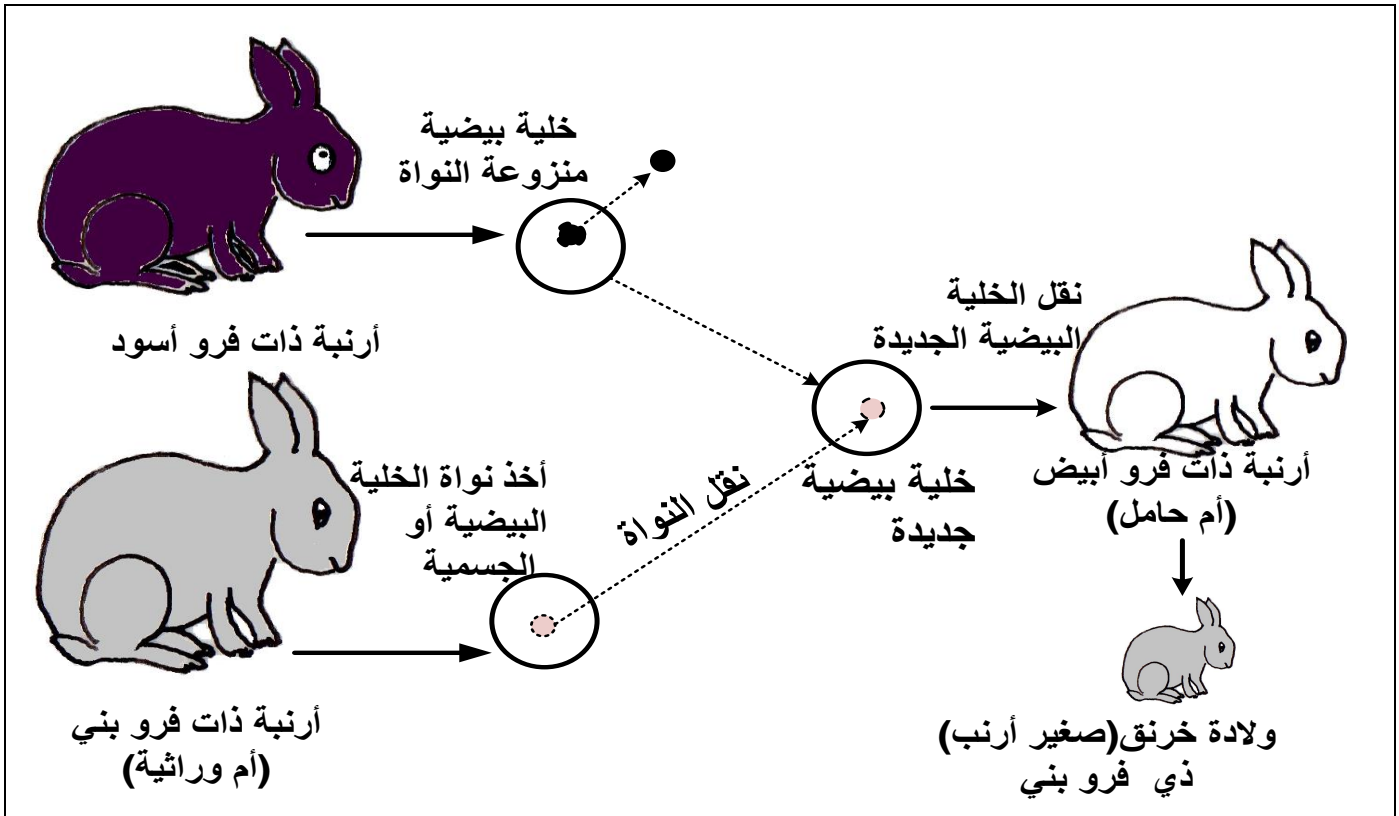 خلية بيضية
منزوعة النواة
أرنبة ذات فرو أسود
نقل الخلية
البيضية الجديدة
أخذ نواة الخلية
البيضية أو
الجسمية
نقل النواة
خلية بيضية
جديدة
أرنبة ذات فرو أبيض
(أم حامل)
أرنبة ذات فرو بني
(أم وراثية)
ولادة خرنق(صغير أرنب)
ذي فرو بني